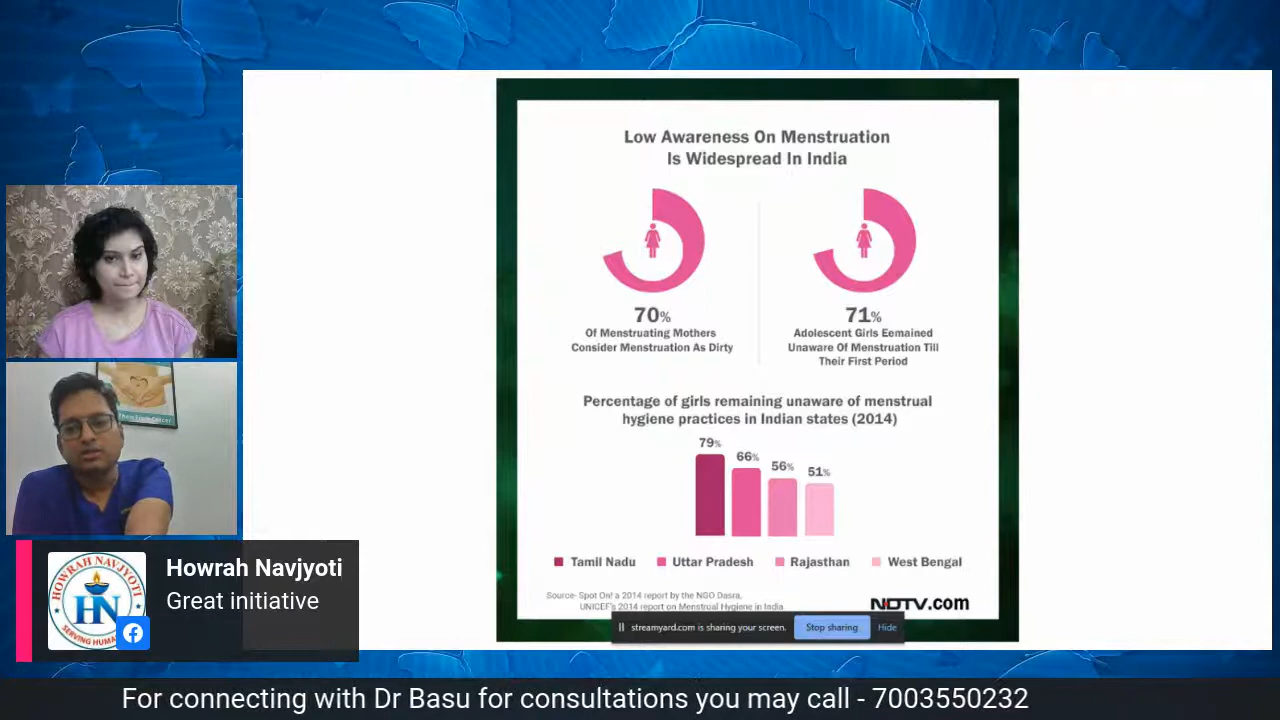 Low Awareness On Menstruation
Is Widespread In India
70%
Of Menstruating Mothers
Consider Menstruation As Dirty
71%
Adolescent Girls Eemained
Unaware Of Menstruation Till
Their First Period
Percentage of girls remaining unaware of menstrual
hygiene practices in Indian states (2014)
79%
66%
56%
51%
Tamil Nadu
Uttar Pradesh
Rajasthan
West Bengal
Source- Spot On! a 2014 report by the NGO Dasra,
UNICEF's 2014 report on Menstrual Hygiene in India
NDTV.com
streamyard.com is sharing your screen.
Stop sharing
Hide
HOWRAH NAVJYOTI
HN
Howrah Navjyoti
Great initiative
For connecting with Dr Basu for consultations you may call - 7003550232